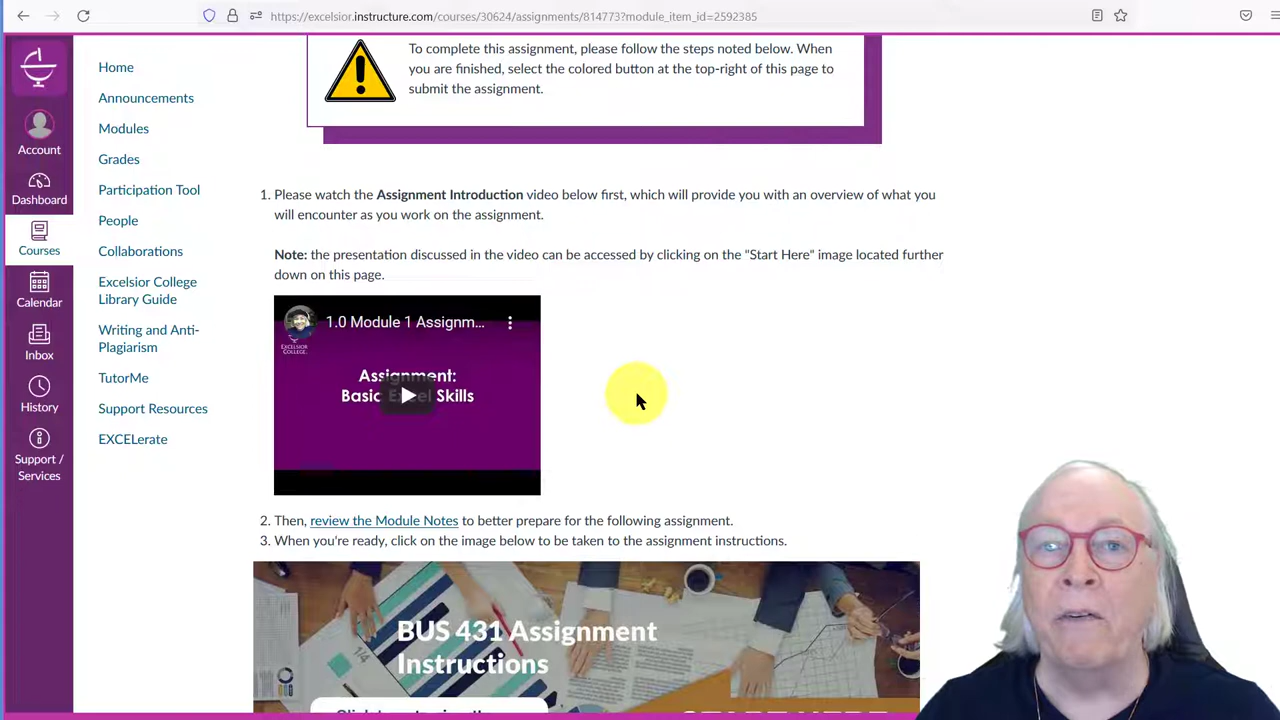 https://excelsior.instructure.com/courses/30624/assignments/814773?module_item_id=2592385
Account
Dashboard
Courses
Calendar
Inbox
History
Support /
Services
Home
Announcements
Modules
Grades
Participation Tool
People
Collaborations
Excelsior College
Library Guide
Writing and Anti-
Plagiarism
TutorMe
Support Resources
EXCELerate
To complete this assignment, please follow the steps noted below. When
you are finished, select the colored button at the top-right of this page to
submit the assignment.
1. Please watch the Assignment Introduction video below first, which will provide you with an overview of what you
will encounter as you work on the assignment.
Note: the presentation discussed in the video can be accessed by clicking on the "Start Here" image located further
down on this page.
1.0 Module 1 Assignm...
EXCELSIOR
COLLEGE
Assignment:
Basic Excel Skills
2. Then, review the Module Notes to better prepare for the following assignment.
3. When you're ready, click on the image below to be taken to the assignment instructions.
1/4
BUS 431 Assignment
Instructions